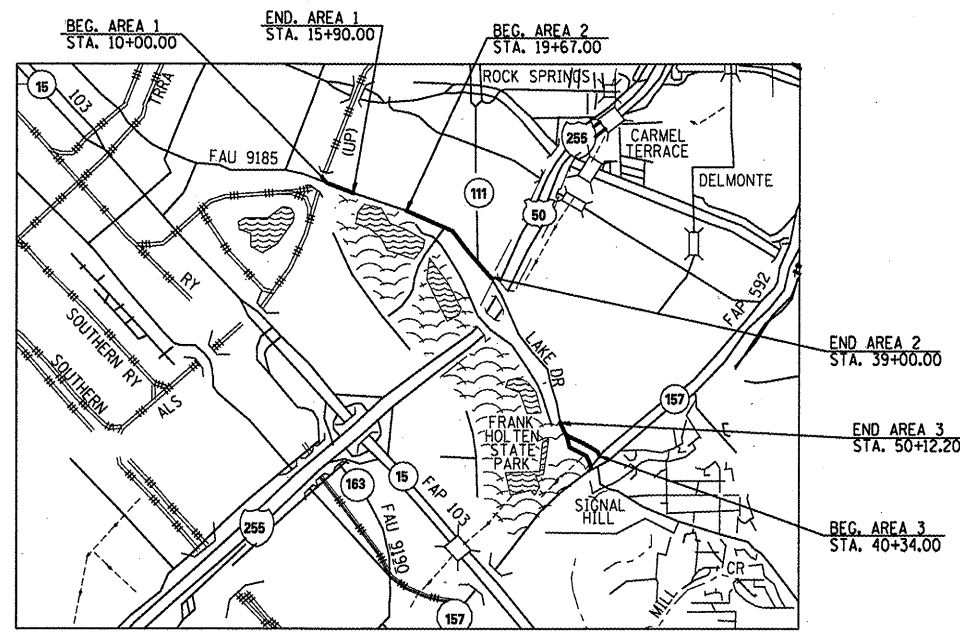 BEG. AREA 1
STA. 10+00.00
END. AREA 1
STA. 15+90.00
BEG. AREA 2
STA. 19+67.00
15
103
TRRA
(UP)
FAU 9185
ROCK SPRINGS
255
CARMEL
TERRACE
DELMONTE
111
50
RY
SOUTHERN RY
SOUTHERN
ALS
LAKE DR
FAP 592
157
END AREA 2
STA. 39+00.00
END AREA 3
STA. 50+12.20
FRANK
HOLTEN
STATE
PARK
SIGNAL
HILL
BEG. AREA 3
STA. 40+34.00
163
15
FAP 103
255
FAU 9190
157
MILL
CR